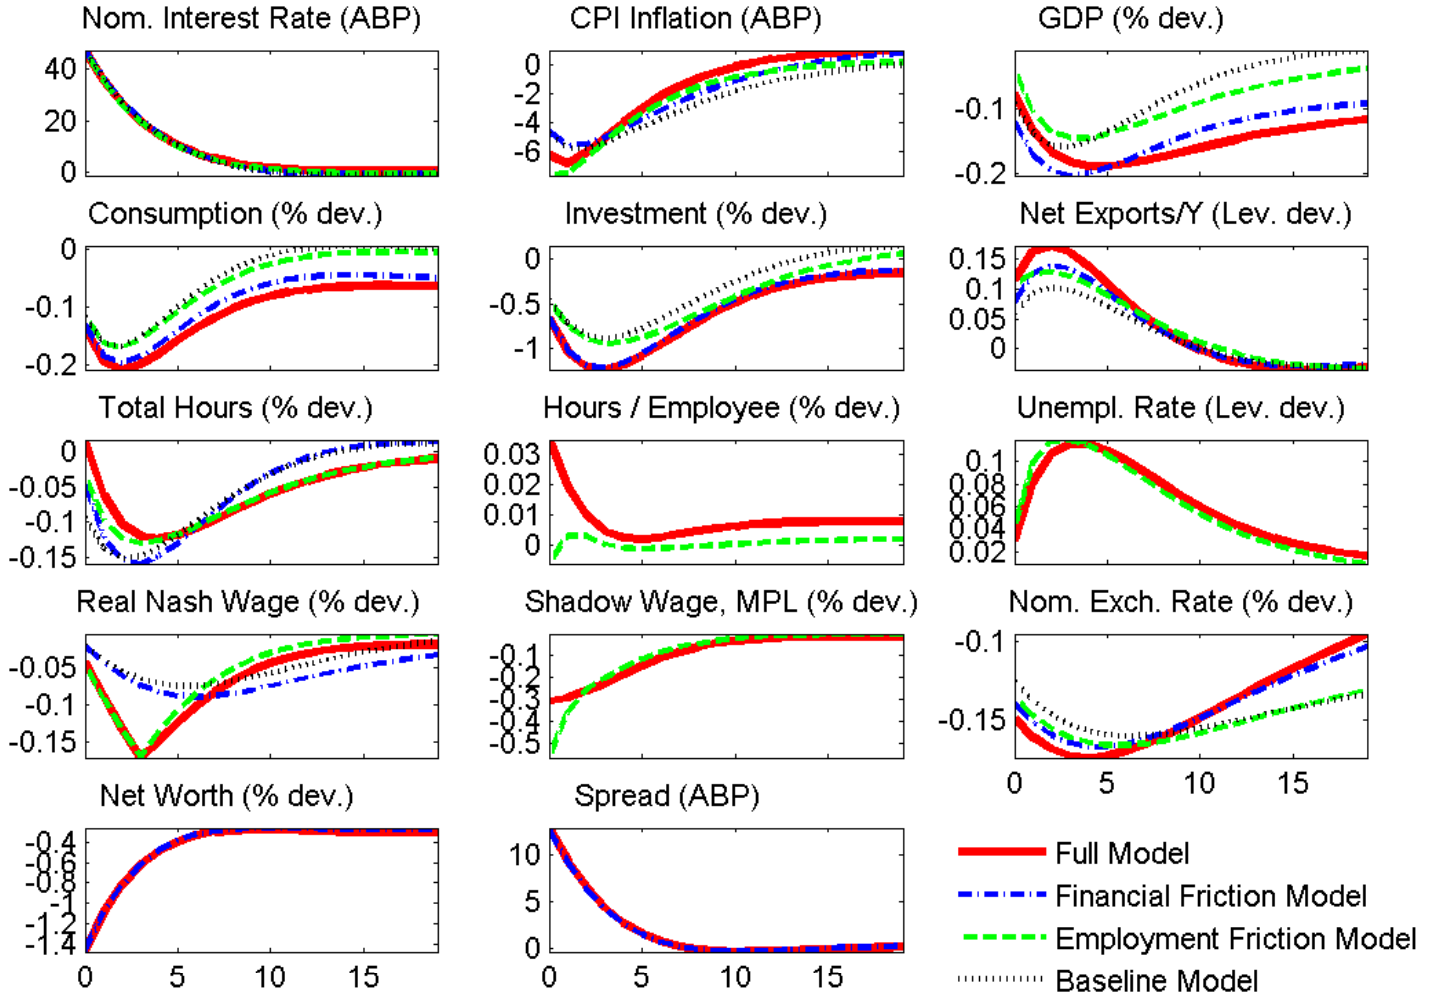 Nom. Interest Rate (ABP)
CPI Inflation (ABP)
GDP (% dev.)
40
20
0
0
-2
-4
-6
-0.1
-0.2
Consumption (% dev.)
Investment (% dev.)
Net Exports/Y (Lev. dev.)
0
-0.1
-0.2
0
-0.5
-1
0.15
0.1
0.05
0
Total Hours (% dev.)
Hours / Employee (% dev.)
Unempl. Rate (Lev. dev.)
0
-0.05
-0.1
-0.15
0.03
0.02
0.01
0
0.1
0.08
0.06
0.04
0.02
Real Nash Wage (% dev.)
Shadow Wage, MPL (% dev.)
Nom. Exch. Rate (% dev.)
-0.05
-0.1
-0.15
-0.1
-0.2
-0.3
-0.4
-0.5
-0.1
-0.15
0 5 10 15
Net Worth (% dev.)
Spread (ABP)
-0.4
-0.6
-0.8
-1
-1.2
-1.4
0 5 10 15
10
5
0
0 5 10 15
Full Model
Financial Friction Model
Employment Friction Model
Baseline Model